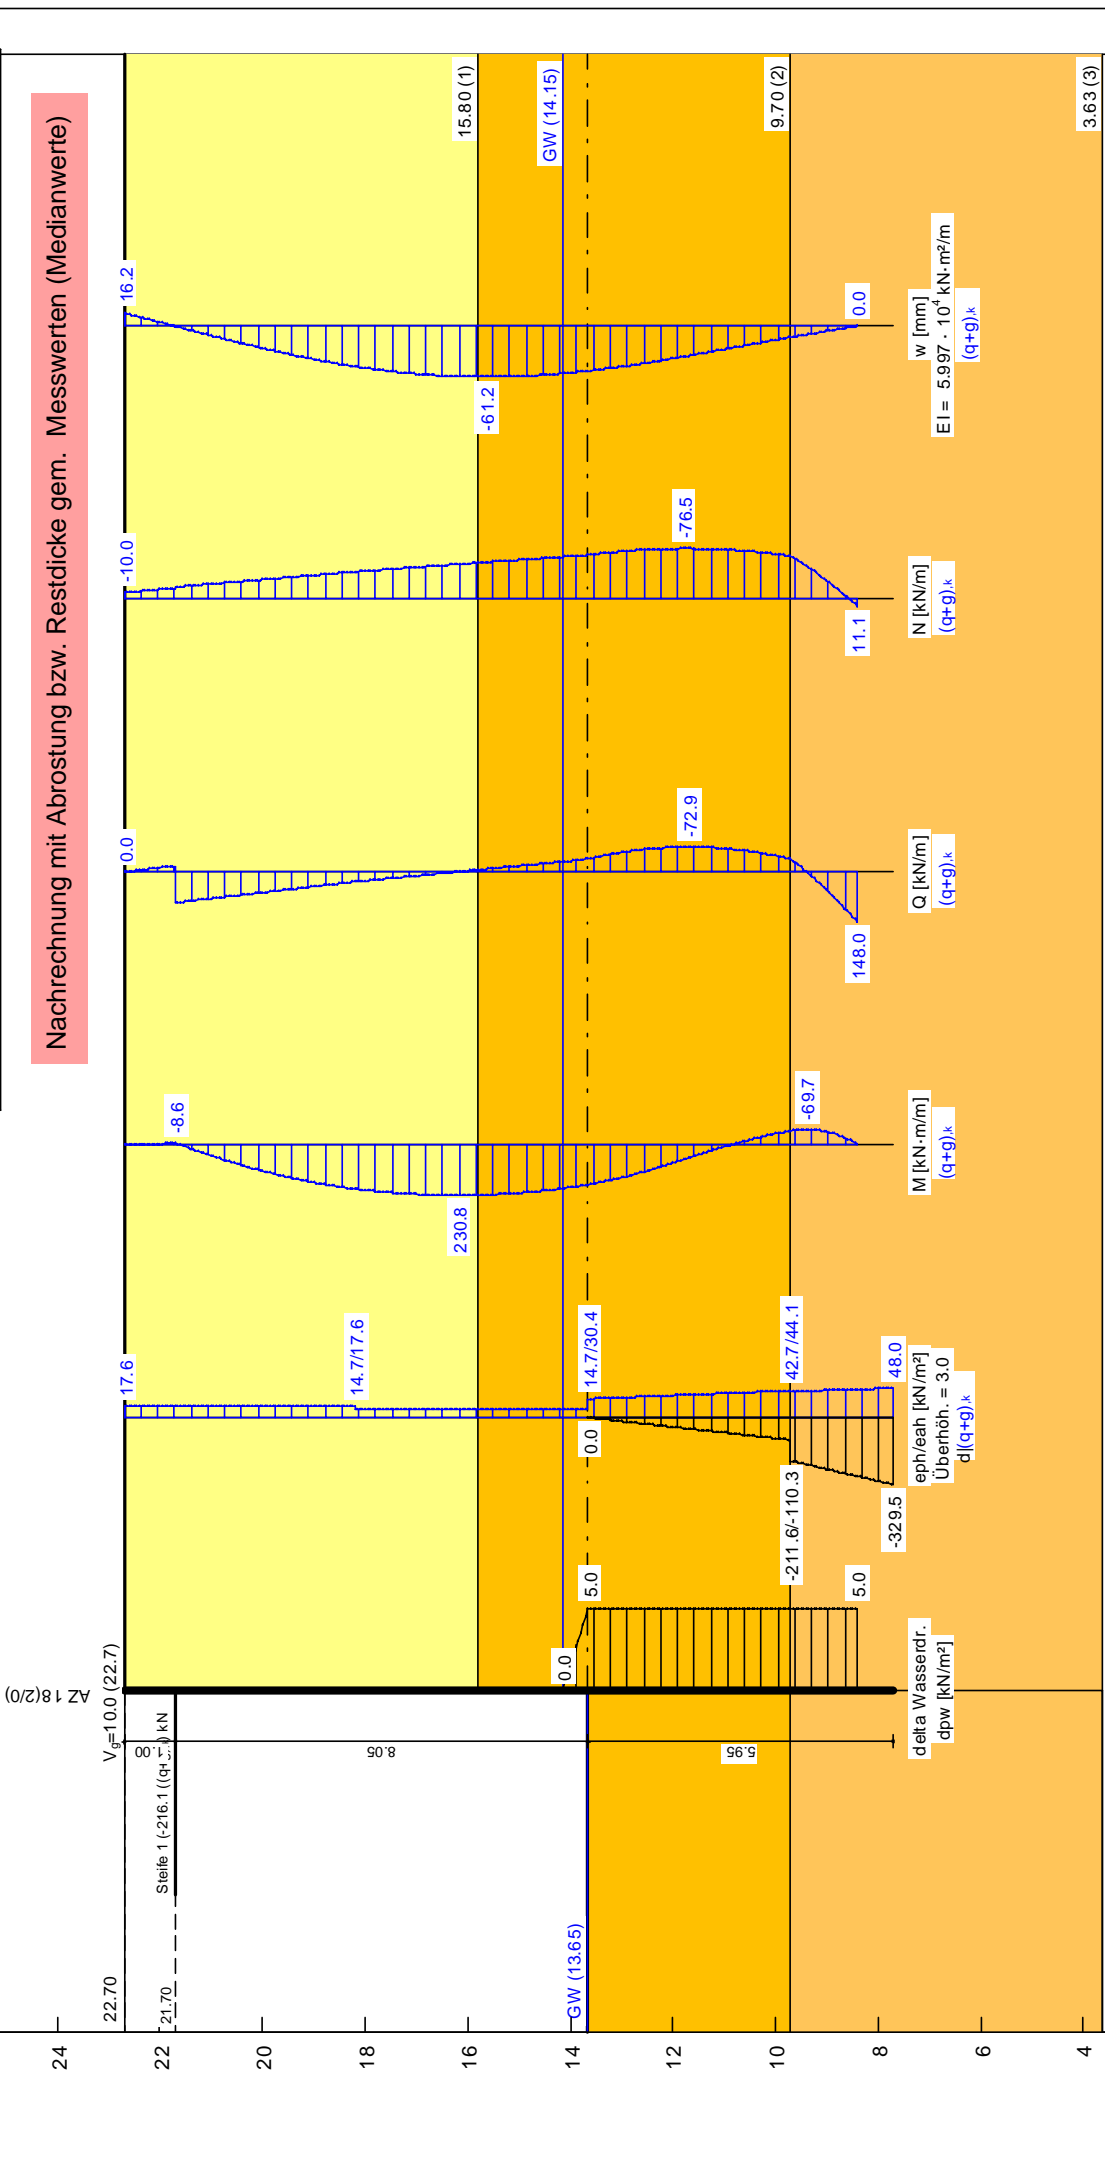 Nachrechnung mit Abrostung bzw. Restdicke gem. Messwerten (Medianwerte)
AZ 18(2/0)
Vg=10.0 (22.7)
22.70
21.70
Steife 1 (-216.1 ((q+
) kN
1.00
8.05
5.95
GW (13.65)
24
22
20
18
16
14
12
10
8
6
4
0.0
5.0
5.0
delta Wasserdr.
dpw [kN/m²]
17.6
14.7/17.6
14.7/30.4
42.7/44.1
48.0
0.0
-211.6/-110.3
-329.5
eph/eah [kN/m²]
Überhöh. = 3.0
d|(q+g),k
-8.6
230.8
-69.7
M [kN·m/m]
(q+g),k
0.0
-72.9
148.0
Q [kN/m]
(q+g),k
-10.0
-76.5
11.1
N [kN/m]
(q+g),k
16.2
-61.2
0.0
w [mm]
EI = 5.997 · 10⁴ kN·m²/m
(q+g),k
15.80 (1)
GW (14.15)
9.70 (2)
3.63 (3)